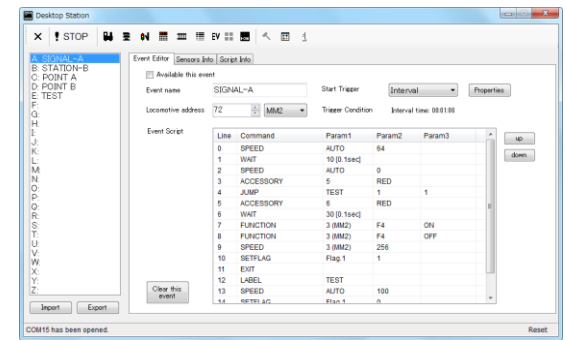 Desktop Station
STOP
EV
A: SIGNAL-A
B: STATION-B
C: POINT A
D: POINT B
E: TEST
F:
G:
H:
I:
J:
K:
L:
M:
N:
O:
P:
Q:
R:
S:
T:
U:
V:
W:
X:
Y:
Z:
Import Export
Event Editor Sensors Info Script Info
Available this event
Event name SIGNAL-A Start Trigger Interval Properties
Locomotive address 72 MM2 Trigger Condition Interval time: 00:01:00
Event Script
Line Command Param1 Param2 Param3
0 SPEED AUTO 64
1 WAIT 10 [0.1sec]
2 SPEED AUTO 0
3 ACCESSORY 5 RED
4 JUMP TEST 1 1
5 ACCESSORY 6 RED
6 WAIT 30 [0.1sec]
7 FUNCTION 3 (MM2) F4 ON
8 FUNCTION 3 (MM2) F4 OFF
9 SPEED 3 (MM2) 256
10 SETFLAG Flag.1 1
11 EXIT
12 LABEL TEST
13 SPEED AUTO 100
14 SETFLAG Flag.1 0
up
down
Clear this
event
COM15 has been opened. Reset